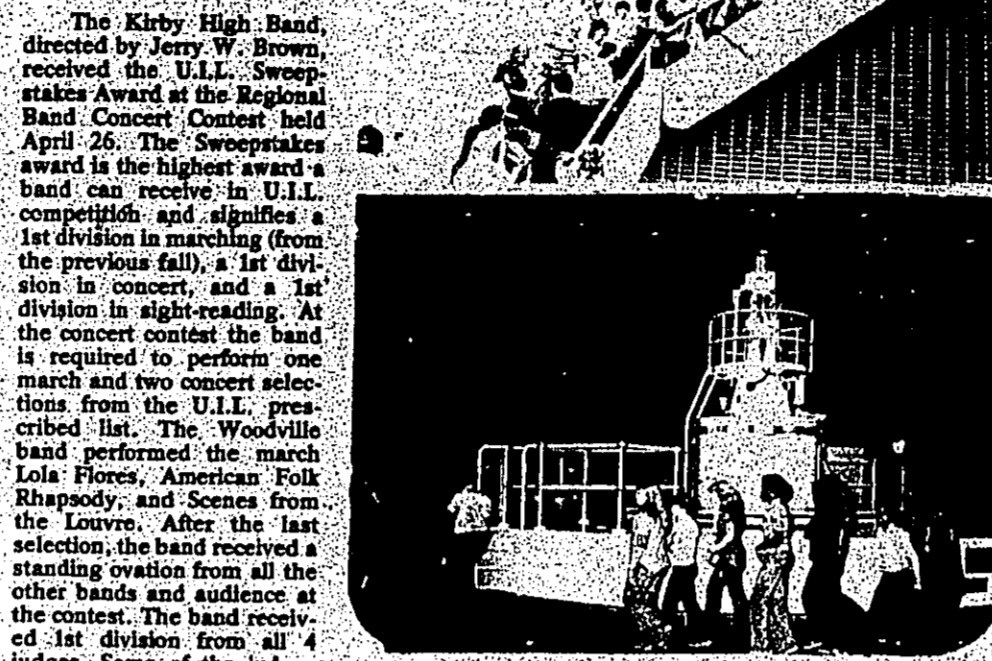 The Kirby High Band,
directed by Jerry W. Brown,
received the U.I.L. Sweep-
stakes Award at the Regional
Band Concert Contest held
April 26. The Sweepstakes
award is the highest award a
band can receive in U.I.L.
competition and signifies a
1st division in marching (from
the previous fall), a 1st divi-
sion in concert, and a 1st
division in sight-reading. At
the concert contest the band
is required to perform one
march and two concert selec-
tions from the U.I.L. pres-
cribed list. The Woodville
band performed the march
Lola Flores, American Folk
Rhapsody, and Scenes from
the Louvre. After the last
selection, the band received a
standing ovation from all the
other bands and audience at
the contest. The band receiv-
ed 1st division from all 4